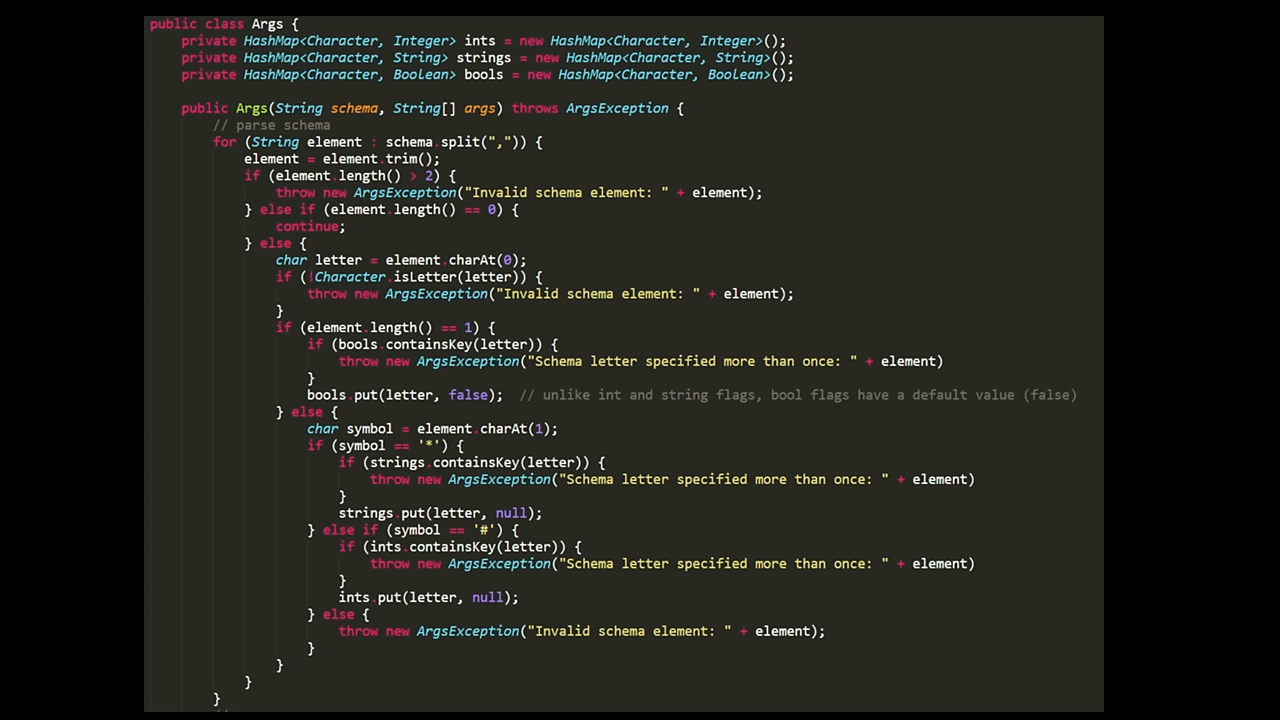 public class Args {
    private HashMap<Character, Integer> ints = new HashMap<Character, Integer>();
    private HashMap<Character, String> strings = new HashMap<Character, String>();
    private HashMap<Character, Boolean> bools = new HashMap<Character, Boolean>();

    public Args(String schema, String[] args) throws ArgsException {
        // parse schema
        for (String element : schema.split(",")) {
            element = element.trim();
            if (element.length() > 2) {
                throw new ArgsException("Invalid schema element: " + element);
            } else if (element.length() == 0) {
                continue;
            } else {
                char letter = element.charAt(0);
                if (!Character.isLetter(letter)) {
                    throw new ArgsException("Invalid schema element: " + element);
                }
                if (element.length() == 1) {
                    if (bools.containsKey(letter)) {
                        throw new ArgsException("Schema letter specified more than once: " + element)
                    }
                    bools.put(letter, false);  // unlike int and string flags, bool flags have a default value (false)
                } else {
                    char symbol = element.charAt(1);
                    if (symbol == '*') {
                        if (strings.containsKey(letter)) {
                            throw new ArgsException("Schema letter specified more than once: " + element)
                        }
                        strings.put(letter, null);
                    } else if (symbol == '#') {
                        if (ints.containsKey(letter)) {
                            throw new ArgsException("Schema letter specified more than once: " + element)
                        }
                        ints.put(letter, null);
                    } else {
                        throw new ArgsException("Invalid schema element: " + element);
                    }
                }
            }
        }